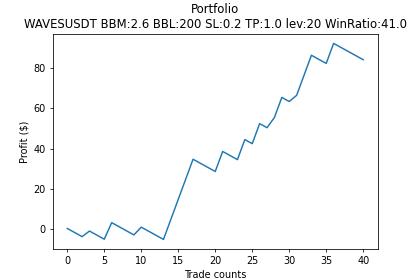 Portfolio
WAVESUSDT BBM:2.6 BBL:200 SL:0.2 TP:1.0 lev:20 WinRatio:41.0
Profit ($)
80
60
40
20
0
0 5 10 15 20 25 30 35 40
Trade counts